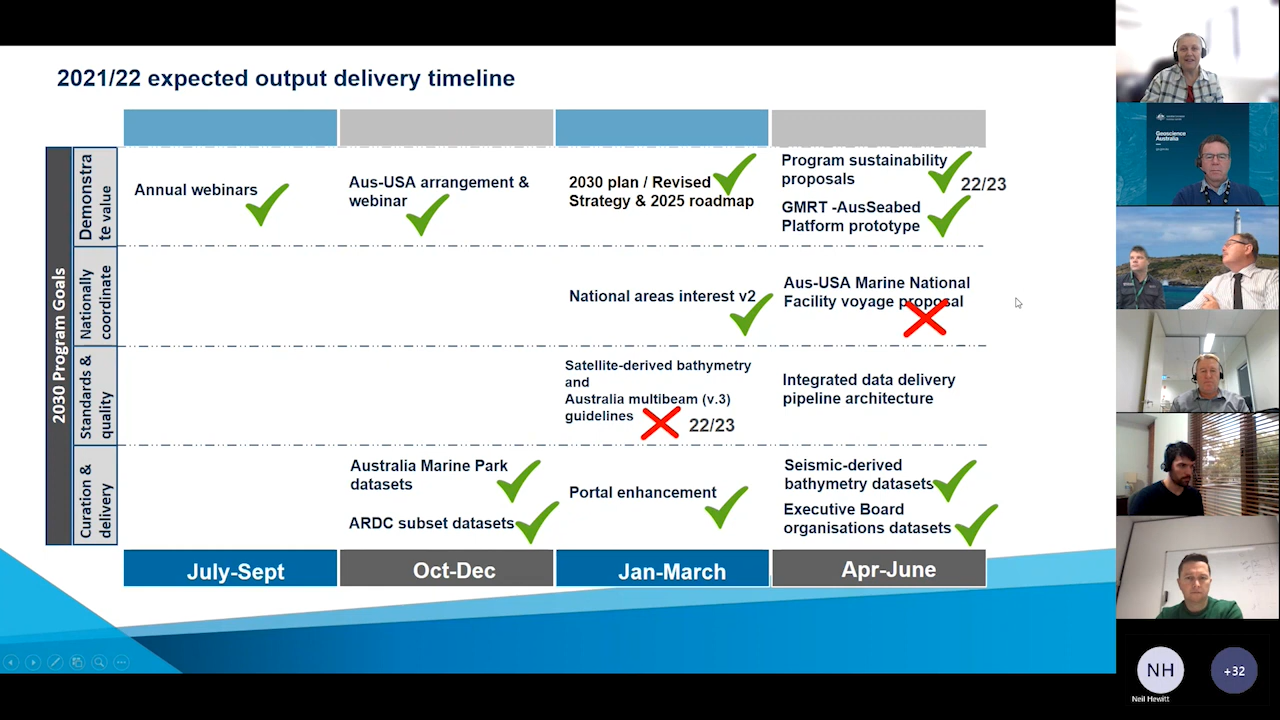 2021/22 expected output delivery timeline
2030 Program Goals
Demonstra
te value
Annual webinars
Aus-USA arrangement &
webinar
2030 plan / Revised
Strategy & 2025 roadmap
Program sustainability
proposals
22/23
GMRT -AusSeabed
Platform prototype
Nationally
coordinate
National areas interest v2
Aus-USA Marine National
Facility voyage proposal
Standards &
quality
Satellite-derived bathymetry
and
Australia multibeam (v.3)
guidelines
22/23
Integrated data delivery
pipeline architecture
Curation &
delivery
Australia Marine Park
datasets
ARDC subset datasets
Portal enhancement
Seismic-derived
bathymetry datasets
Executive Board
organisations datasets
July-Sept
Oct-Dec
Jan-March
Apr-June
Geoscience
Australia
NH
Neil Hewitt
+32